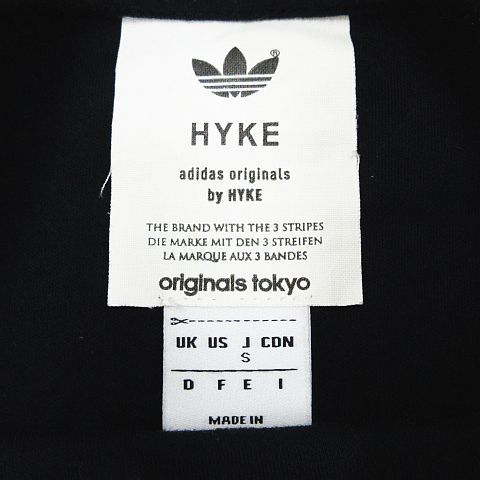 HYKE
adidas originals
by HYKE
THE BRAND WITH THE 3 STRIPES
DIE MARKE MIT DEN 3 STREIFEN
LA MARQUE AUX 3 BANDES
originals tokyo
UK US J CDN
S
D F E I
MADE IN